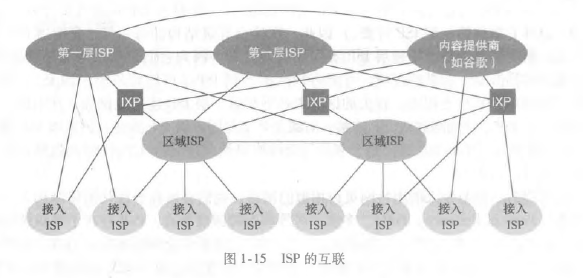 第一层ISP
第一层ISP
内容提供商
(如谷歌)
IXP
IXP
IXP
区域ISP
区域ISP
接入
ISP
接入
ISP
接入
ISP
接入
ISP
接入
ISP
接入
ISP
接入
ISP
接入
ISP
图 1-15 ISP 的互联